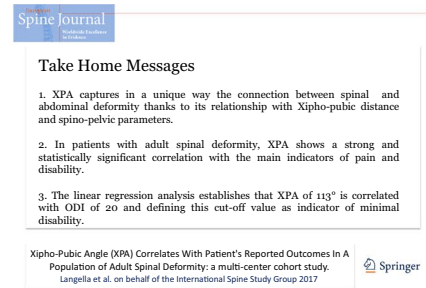 European
Spine Journal
Worldwide Excellence
in Evidence
Take Home Messages
1. XPA captures in a unique way the connection between spinal and
abdominal deformity thanks to its relationship with Xipho-pubic distance
and spino-pelvic parameters.
2. In patients with adult spinal deformity, XPA shows a strong and
statistically significant correlation with the main indicators of pain and
disability.
3. The linear regression analysis establishes that XPA of 113° is correlated
with ODI of 20 and defining this cut-off value as indicator of minimal
disability.
Xipho-Pubic Angle (XPA) Correlates With Patient's Reported Outcomes In A
Population of Adult Spinal Deformity: a multi-center cohort study.
Langella et al. on behalf of the International Spine Study Group 2017
Springer